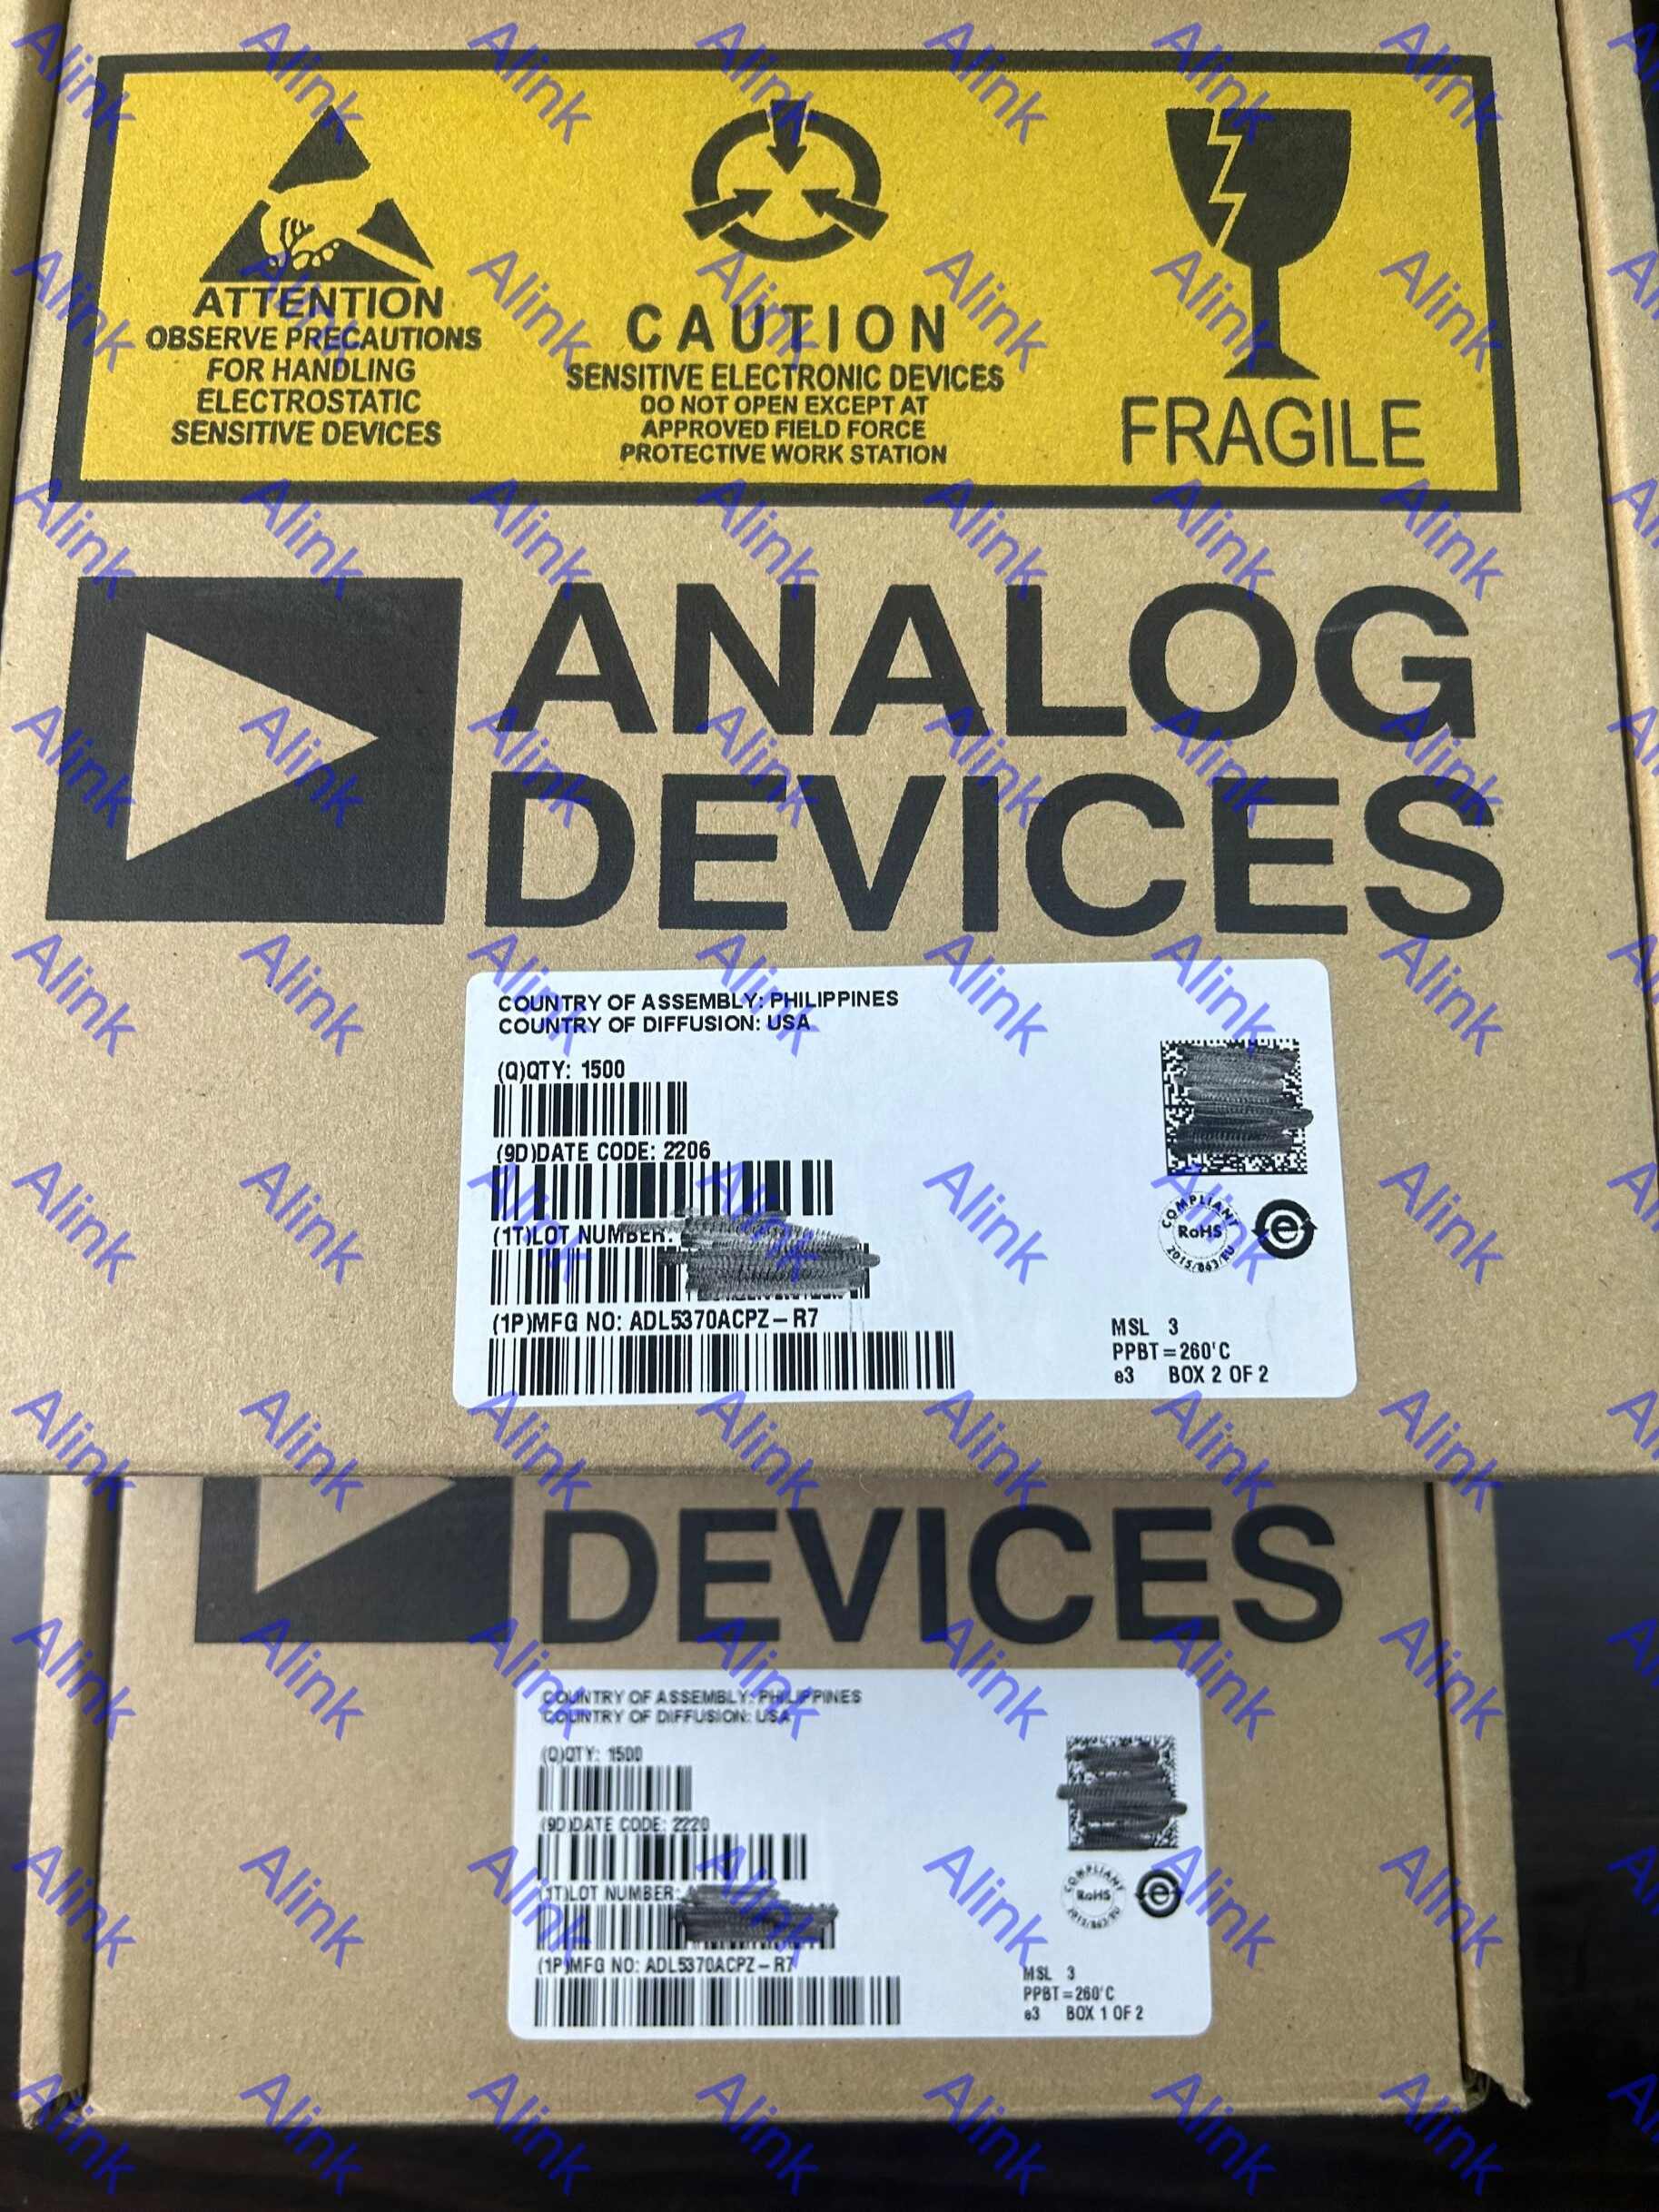 ATTENTION
OBSERVE PRECAUTIONS
FOR HANDLING
ELECTROSTATIC
SENSITIVE DEVICES
CAUTION
SENSITIVE ELECTRONIC DEVICES
DO NOT OPEN EXCEPT AT
APPROVED FIELD FORCE
PROTECTIVE WORK STATION
FRAGILE
ANALOG
DEVICES
COUNTRY OF ASSEMBLY: PHILIPPINES
COUNTRY OF DIFFUSION: USA
(Q)QTY: 1500
(9D)DATE CODE: 2206
(1T)LOT NUMBER:
(1P)MFG NO: ADL5370ACPZ-R7
COMPLIANT
RoHS
2015/863/EU
e
MSL 3
PPBT=260'C
e3 BOX 2 OF 2
DEVICES
COUNTRY OF ASSEMBLY: PHILIPPINES
COUNTRY OF DIFFUSION: USA
(Q)QTY: 1500
(9D)DATE CODE: 2220
(1T)LOT NUMBER:
(1P)MFG NO: ADL5370ACPZ-R7
COMPLIANT
RoHS
2015/863/EU
e
MSL 3
PPBT=260'C
e3 BOX 1 OF 2
Alink